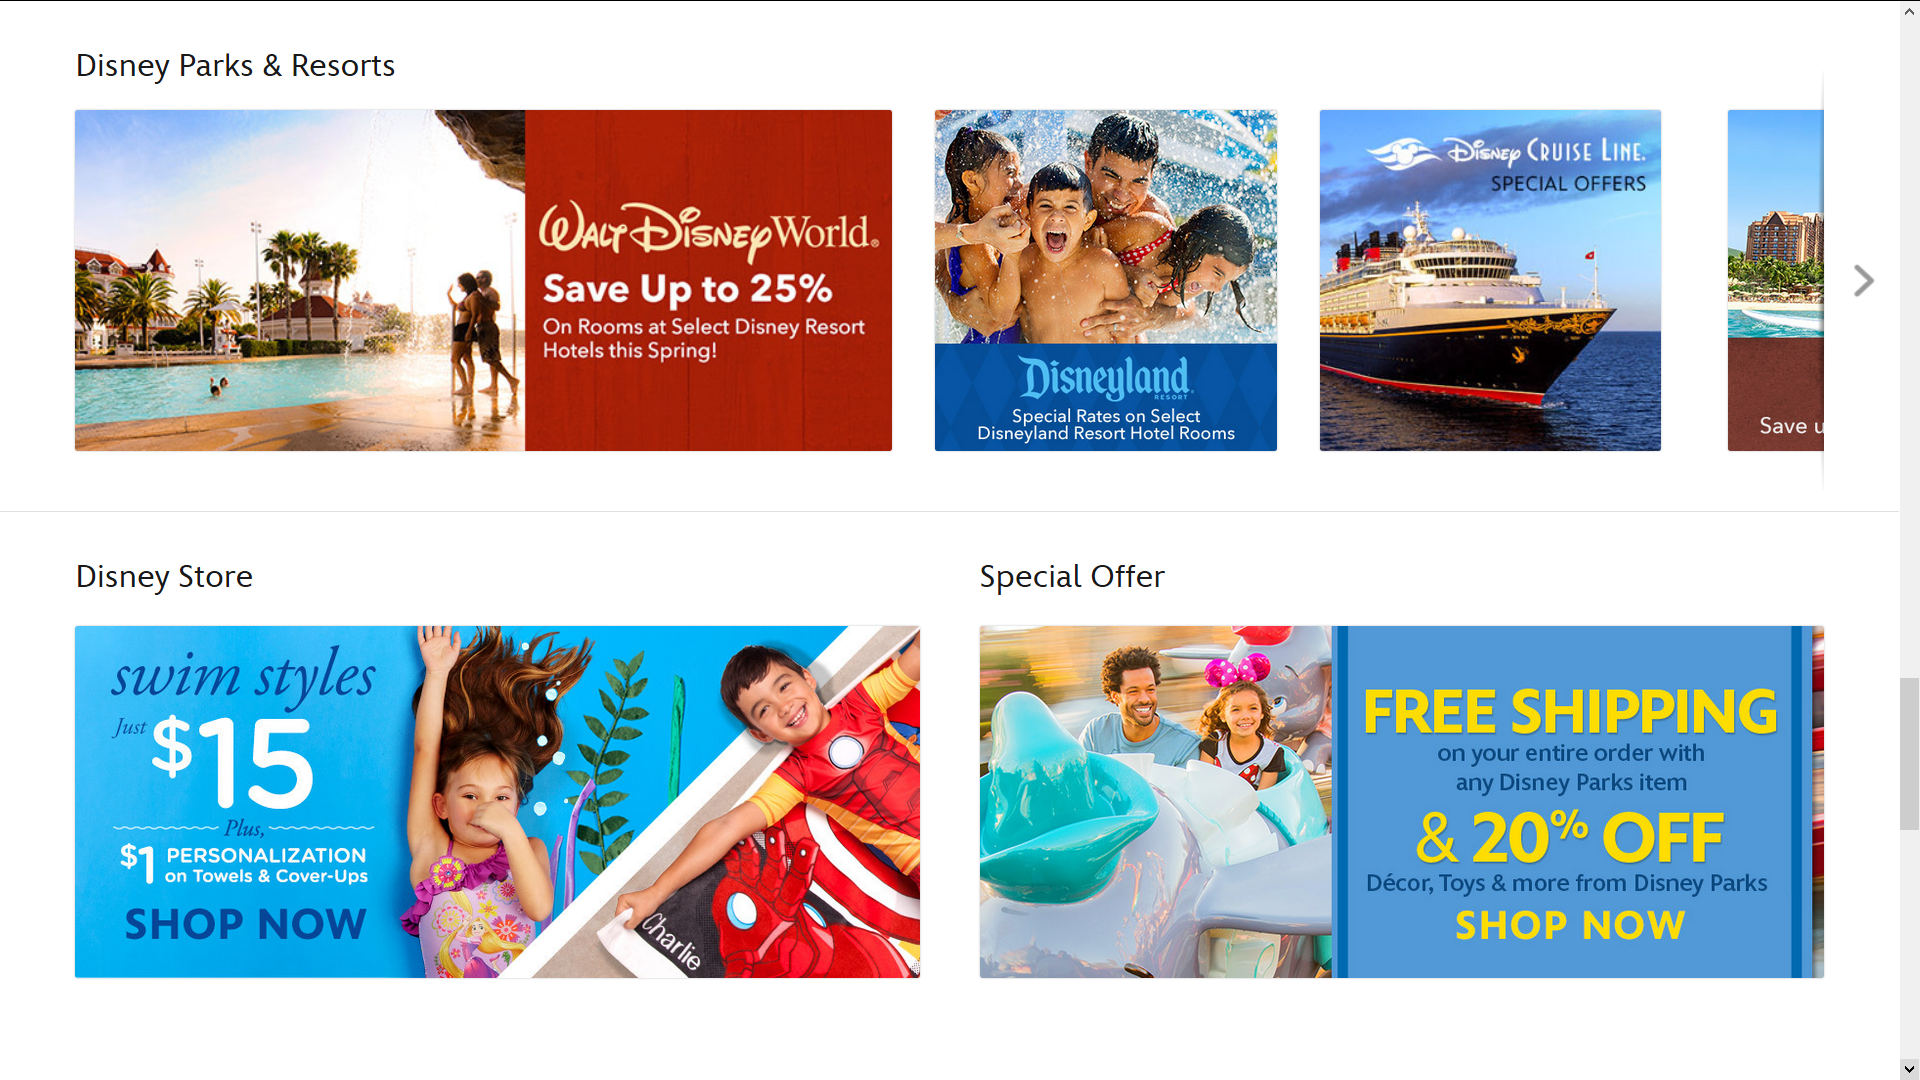 Disney Parks & Resorts
WALT DISNEY World®
Save Up to 25%
On Rooms at Select Disney Resort
Hotels this Spring!
Disneyland
RESORT
Special Rates on Select
Disneyland Resort Hotel Rooms
DISNEY CRUISE LINE.
SPECIAL OFFERS
Save u
Disney Store
swim styles
Just
$15
Plus,
$1 PERSONALIZATION
on Towels & Cover-Ups
SHOP NOW
Charlie
Special Offer
FREE SHIPPING
on your entire order with
any Disney Parks item
& 20% OFF
Décor, Toys & more from Disney Parks
SHOP NOW